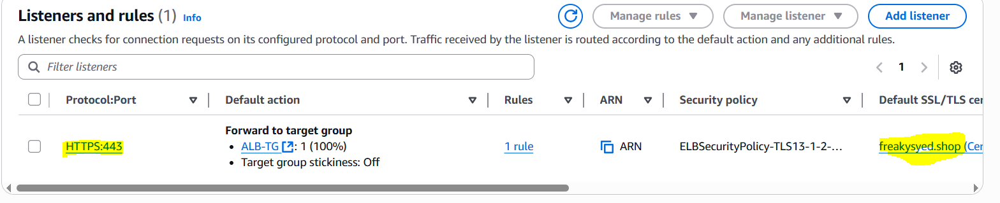 Listeners and rules (1) Info
Manage rules
Manage listener
Add listener
A listener checks for connection requests on its configured protocol and port. Traffic received by the listener is routed according to the default action and any additional rules.
Filter listeners
1
Protocol:Port
Default action
Rules
ARN
Security policy
Default SSL/TLS cer
HTTPS:443
Forward to target group
• ALB-TG : 1 (100%)
• Target group stickiness: Off
1 rule
ARN
ELBSecurityPolicy-TLS13-1-2-...
freakysyed.shop (Cer